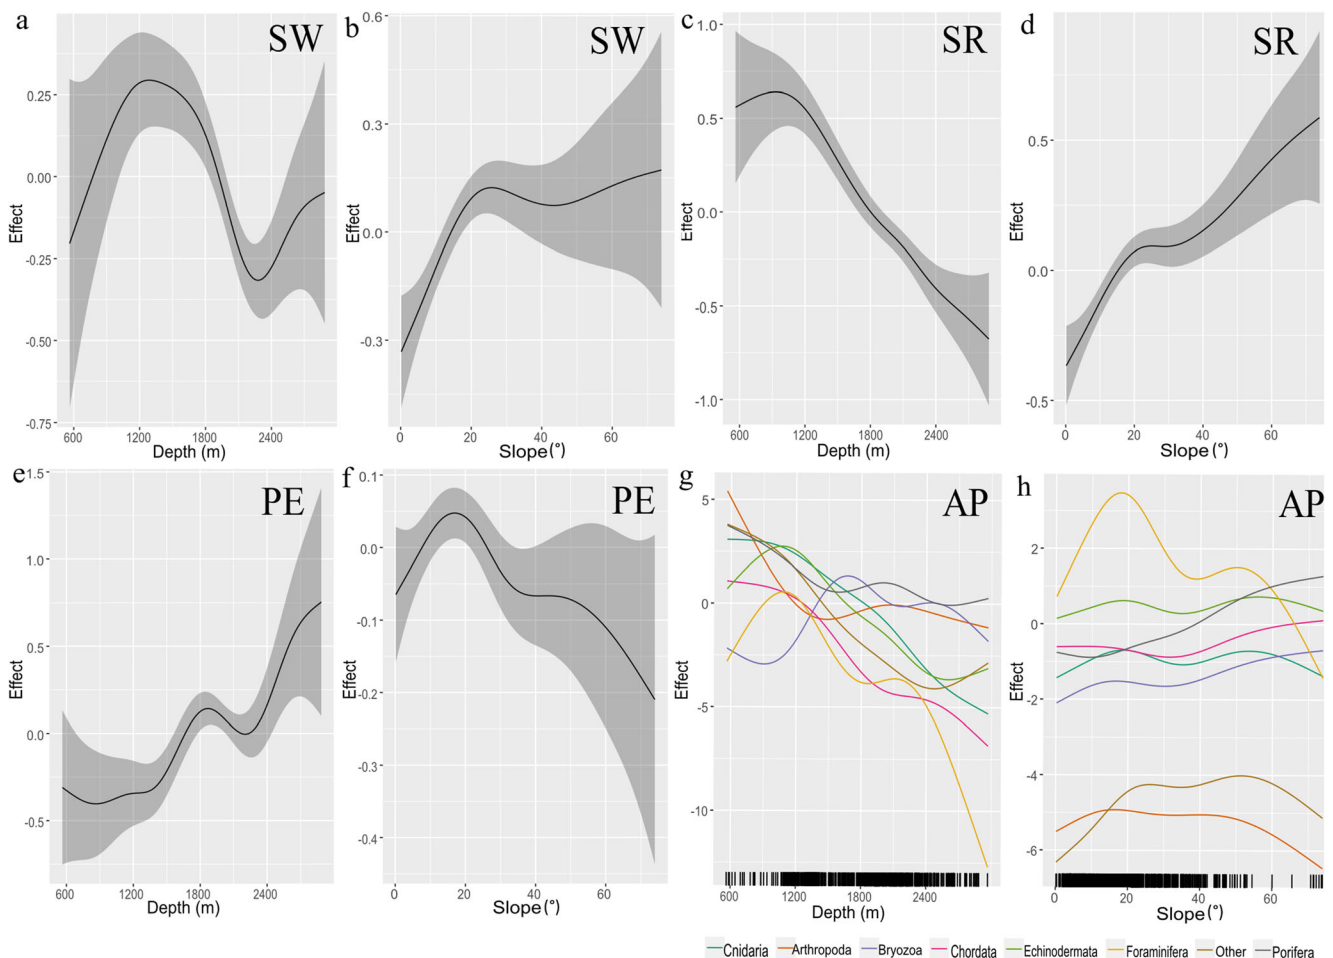 a
SW
0.25
0.00
-0.25
-0.50
-0.75
Effect
600 1200 1800 2400
Depth (m)
b
SW
0.6
0.3
0.0
-0.3
Effect
0 20 40 60
Slope(°)
c
SR
1.0
0.5
0.0
-0.5
-1.0
Effect
600 1200 1800 2400
Depth (m)
d
SR
0.5
0.0
-0.5
Effect
0 20 40 60
Slope(°)
e
PE
1.5
1.0
0.5
0.0
-0.5
Effect
600 1200 1800 2400
Depth (m)
f
PE
0.1
0.0
-0.1
-0.2
-0.3
-0.4
Effect
0 20 40 60
Slope(°)
g
AP
5
0
-5
-10
Effect
600 1200 1800 2400
Depth (m)
h
AP
2
0
-2
-4
-6
Effect
0 20 40 60
Slope(°)
Cnidaria Arthropoda Bryozoa Chordata Echinodermata Foraminifera Other Porifera